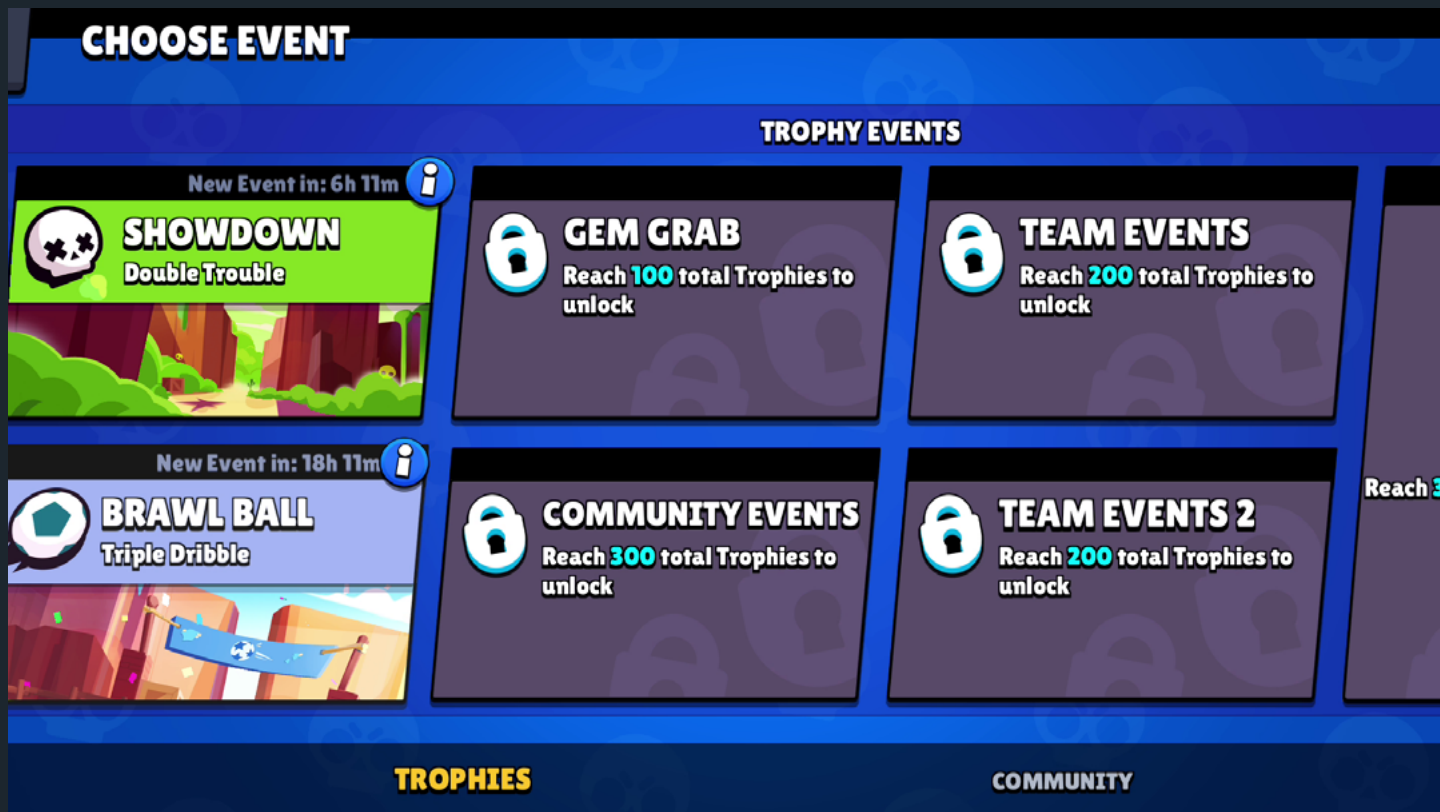 CHOOSE EVENT
TROPHY EVENTS
New Event in: 6h 11m
SHOWDOWN
Double Trouble
GEM GRAB
Reach 100 total Trophies to
unlock
TEAM EVENTS
Reach 200 total Trophies to
unlock
New Event in: 18h 11m
BRAWL BALL
Triple Dribble
COMMUNITY EVENTS
Reach 300 total Trophies to
unlock
TEAM EVENTS 2
Reach 200 total Trophies to
unlock
Reach
TROPHIES
COMMUNITY